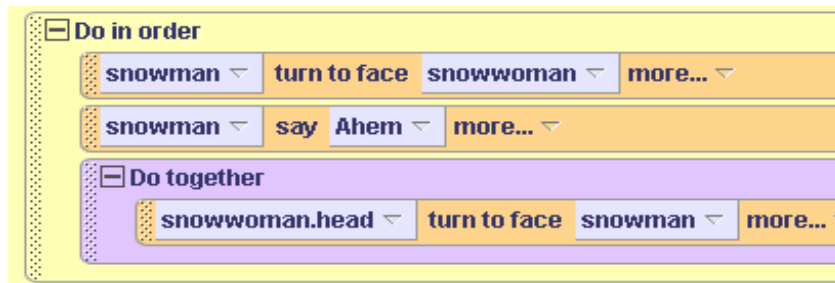 Do in order
snowman turn to face snowwoman more...
snowman say Ahem more...
Do together
snowwoman.head turn to face snowman more...